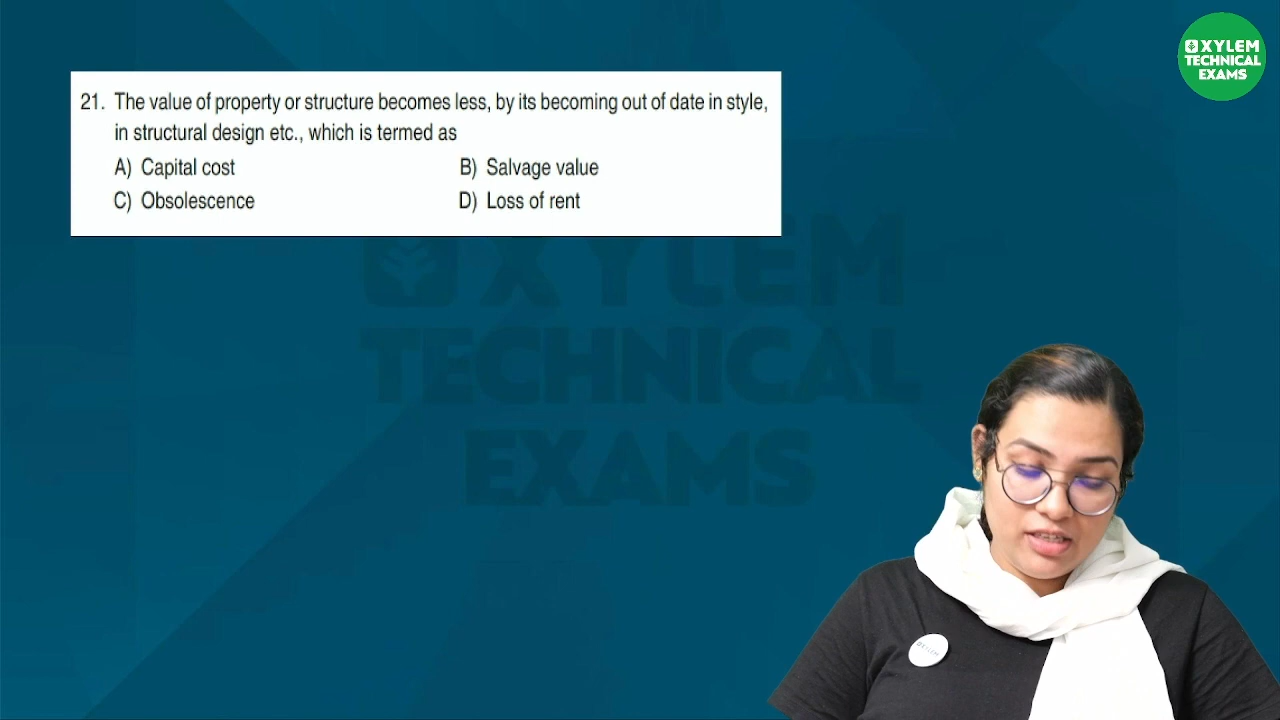 XYLEM
TECHNICAL
EXAMS
21. The value of property or structure becomes less, by its becoming out of date in style,
in structural design etc., which is termed as
A) Capital cost B) Salvage value
C) Obsolescence D) Loss of rent
XYLEM
TECHNICAL
EXAMS